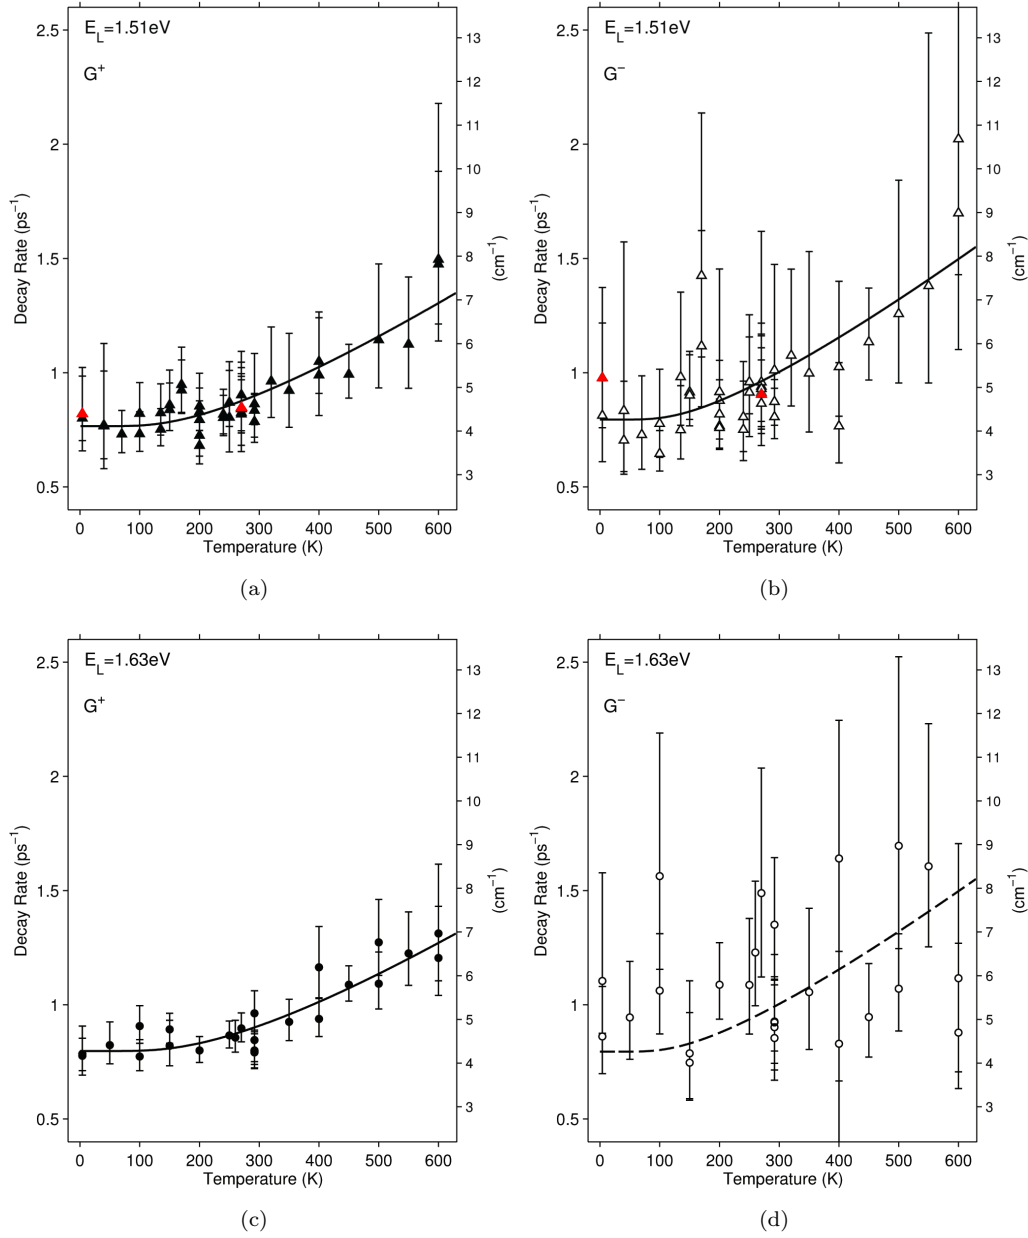 E_L=1.51eV
G⁺
2.5
2
1.5
1
0.5
Decay Rate (ps⁻¹)
13
12
11
10
9
8
7
6
5
4
3
(cm⁻¹)
0 100 200 300 400 500 600
Temperature (K)
(a)
E_L=1.51eV
G⁻
2.5
2
1.5
1
0.5
Decay Rate (ps⁻¹)
13
12
11
10
9
8
7
6
5
4
3
(cm⁻¹)
0 100 200 300 400 500 600
Temperature (K)
(b)
E_L=1.63eV
G⁺
2.5
2
1.5
1
0.5
Decay Rate (ps⁻¹)
13
12
11
10
9
8
7
6
5
4
3
(cm⁻¹)
0 100 200 300 400 500 600
Temperature (K)
(c)
E_L=1.63eV
G⁻
2.5
2
1.5
1
0.5
Decay Rate (ps⁻¹)
13
12
11
10
9
8
7
6
5
4
3
(cm⁻¹)
0 100 200 300 400 500 600
Temperature (K)
(d)